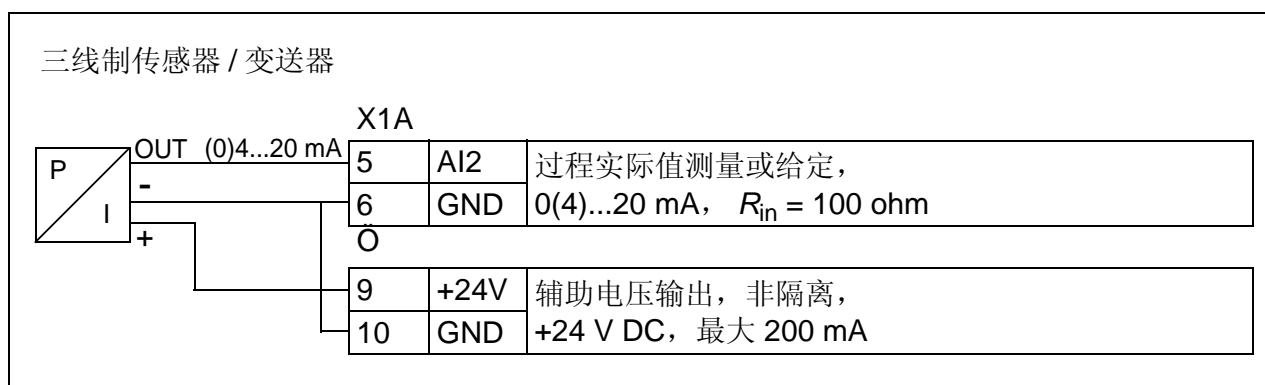 三线制传感器 / 变送器
X1A
OUT (0)4...20 mA
P
I
-
+
5 AI2 过程实际值测量或给定，
6 GND 0(4)...20 mA， Rin = 100 ohm
Ö
9 +24V 辅助电压输出，非隔离，
10 GND +24 V DC，最大 200 mA